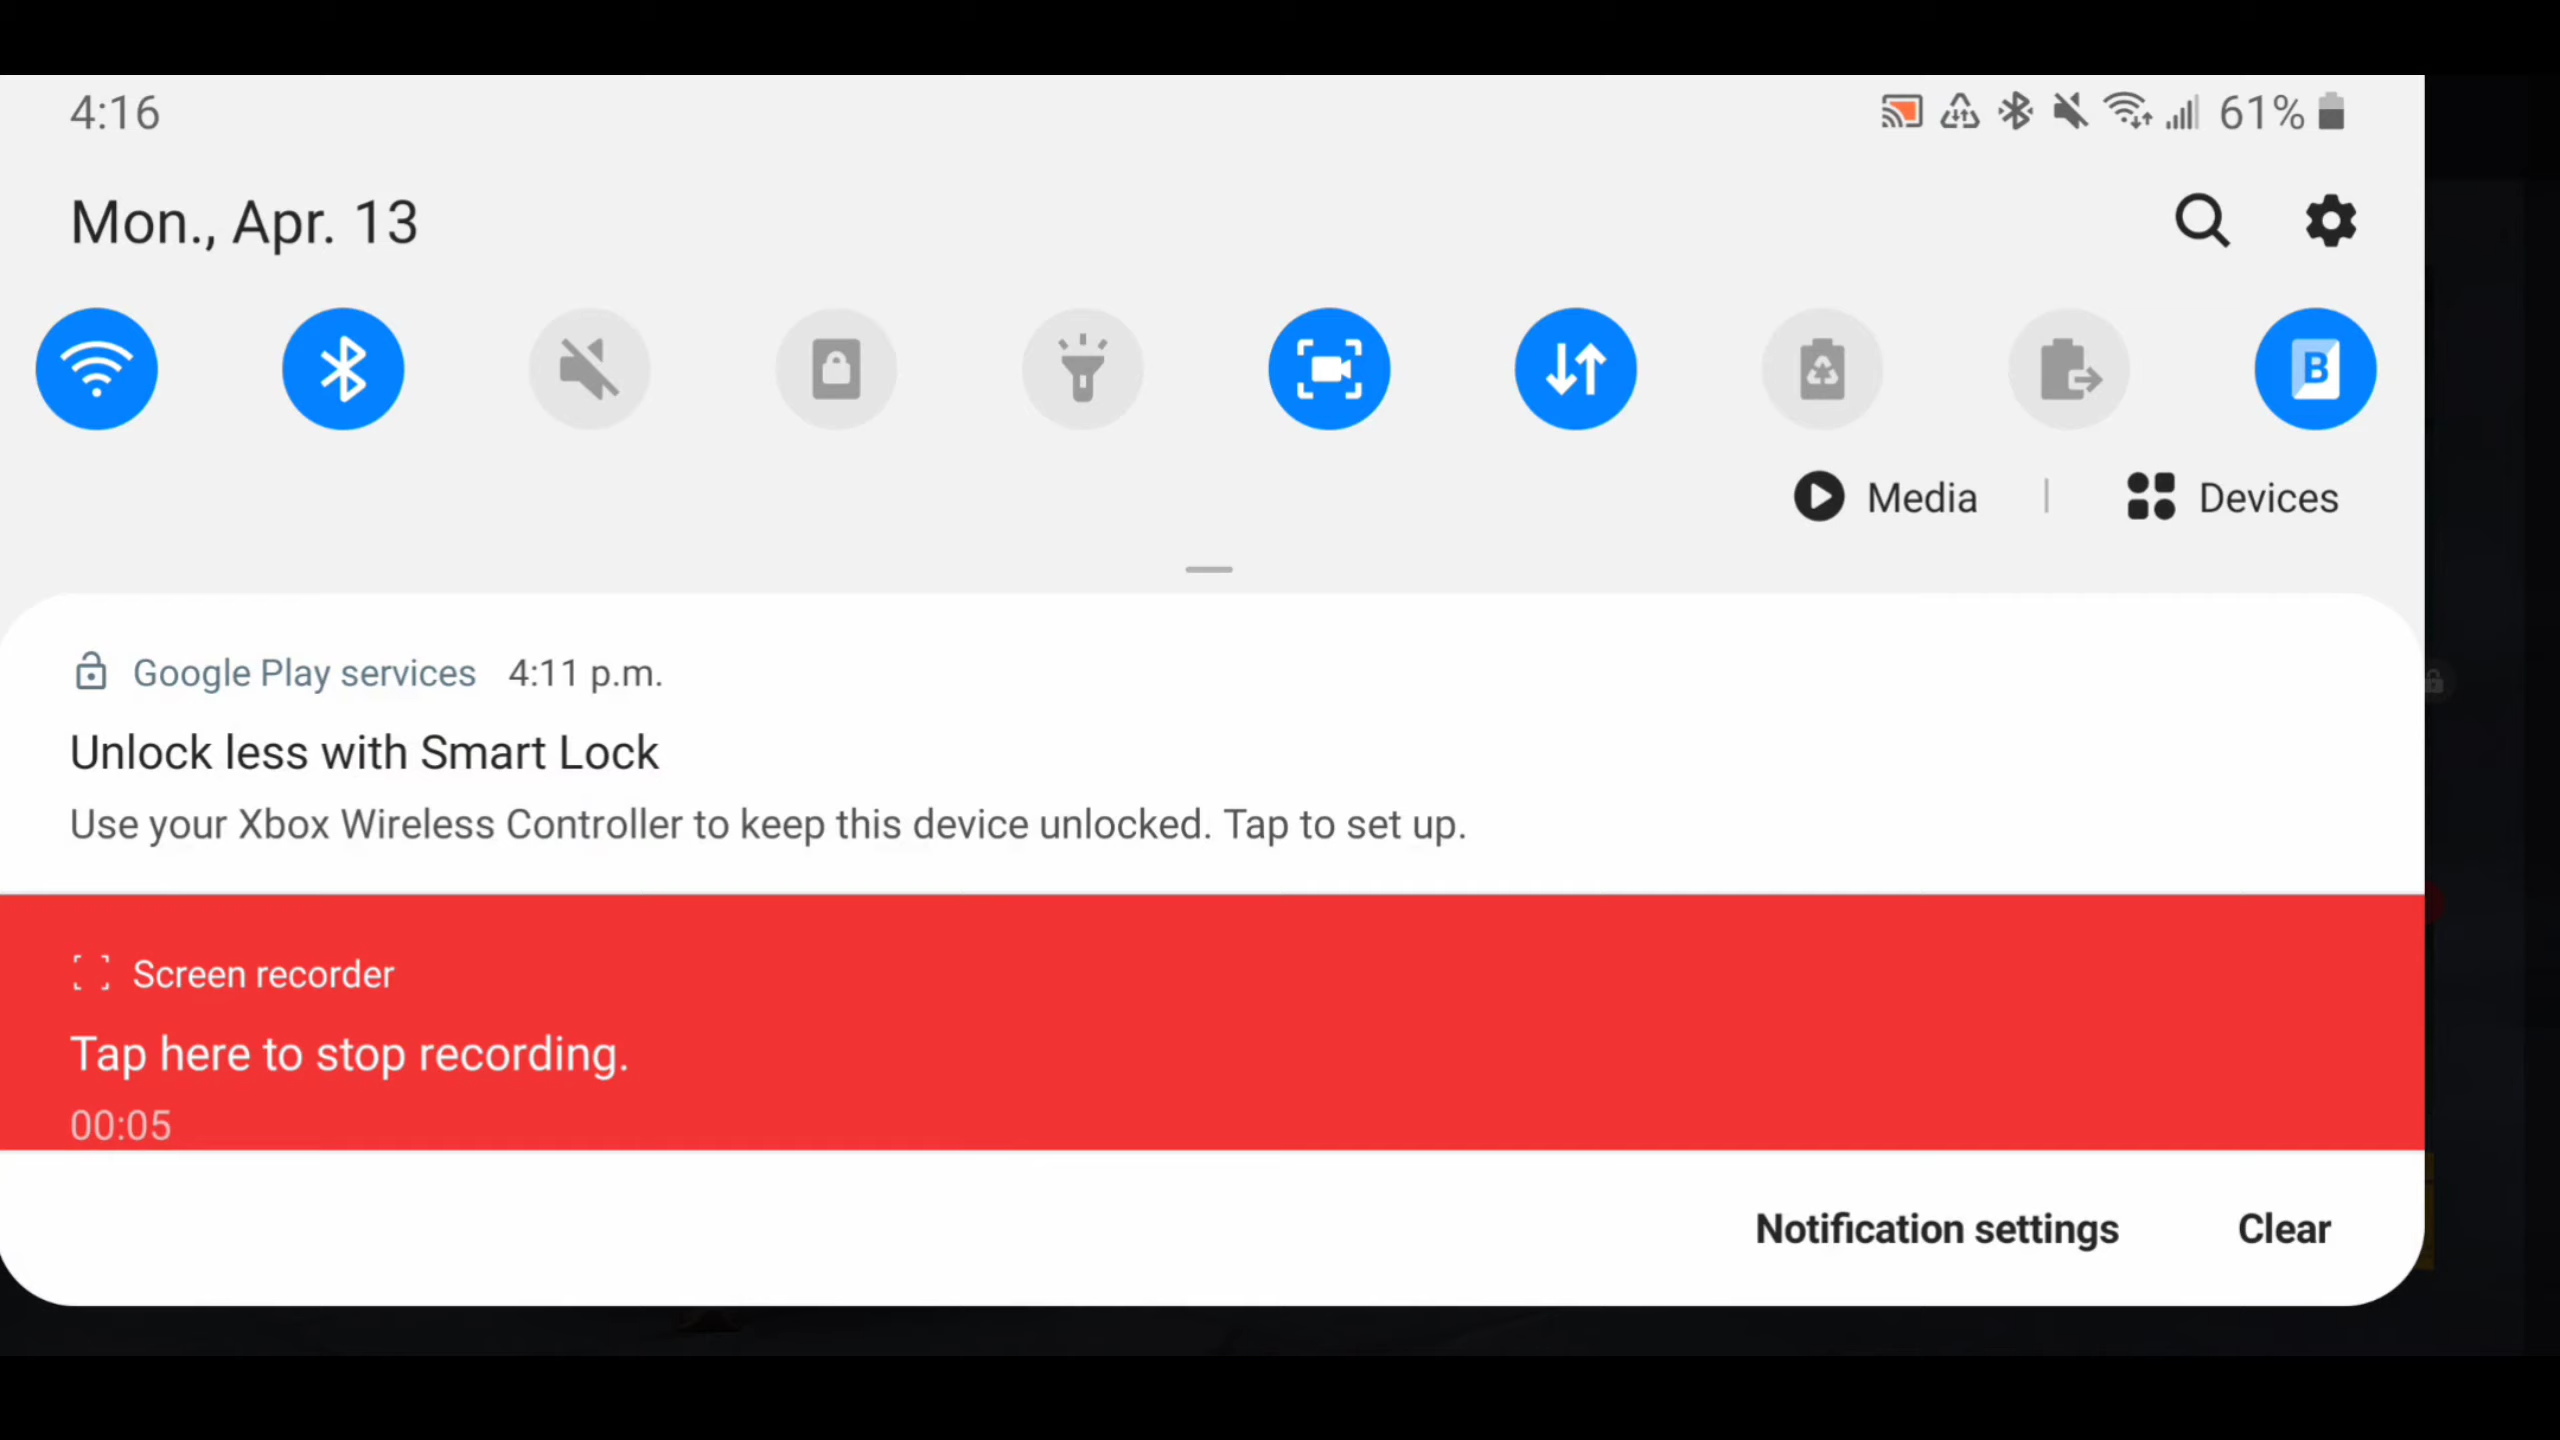 4:16
61%
Mon., Apr. 13
B
Media | Devices
Google Play services 4:11 p.m.
Unlock less with Smart Lock
Use your Xbox Wireless Controller to keep this device unlocked. Tap to set up.
Screen recorder
Tap here to stop recording.
00:05
Notification settings Clear